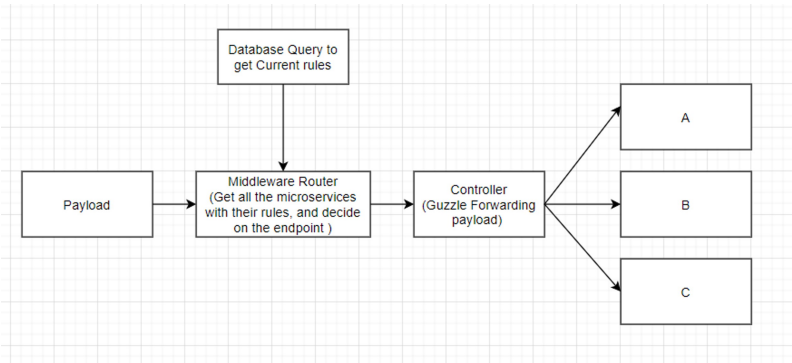 Database Query to
get Current rules
A
Payload
Middleware Router
(Get all the microservices
with their rules, and decide
on the endpoint )
Controller
(Guzzle Forwarding
payload)
B
C